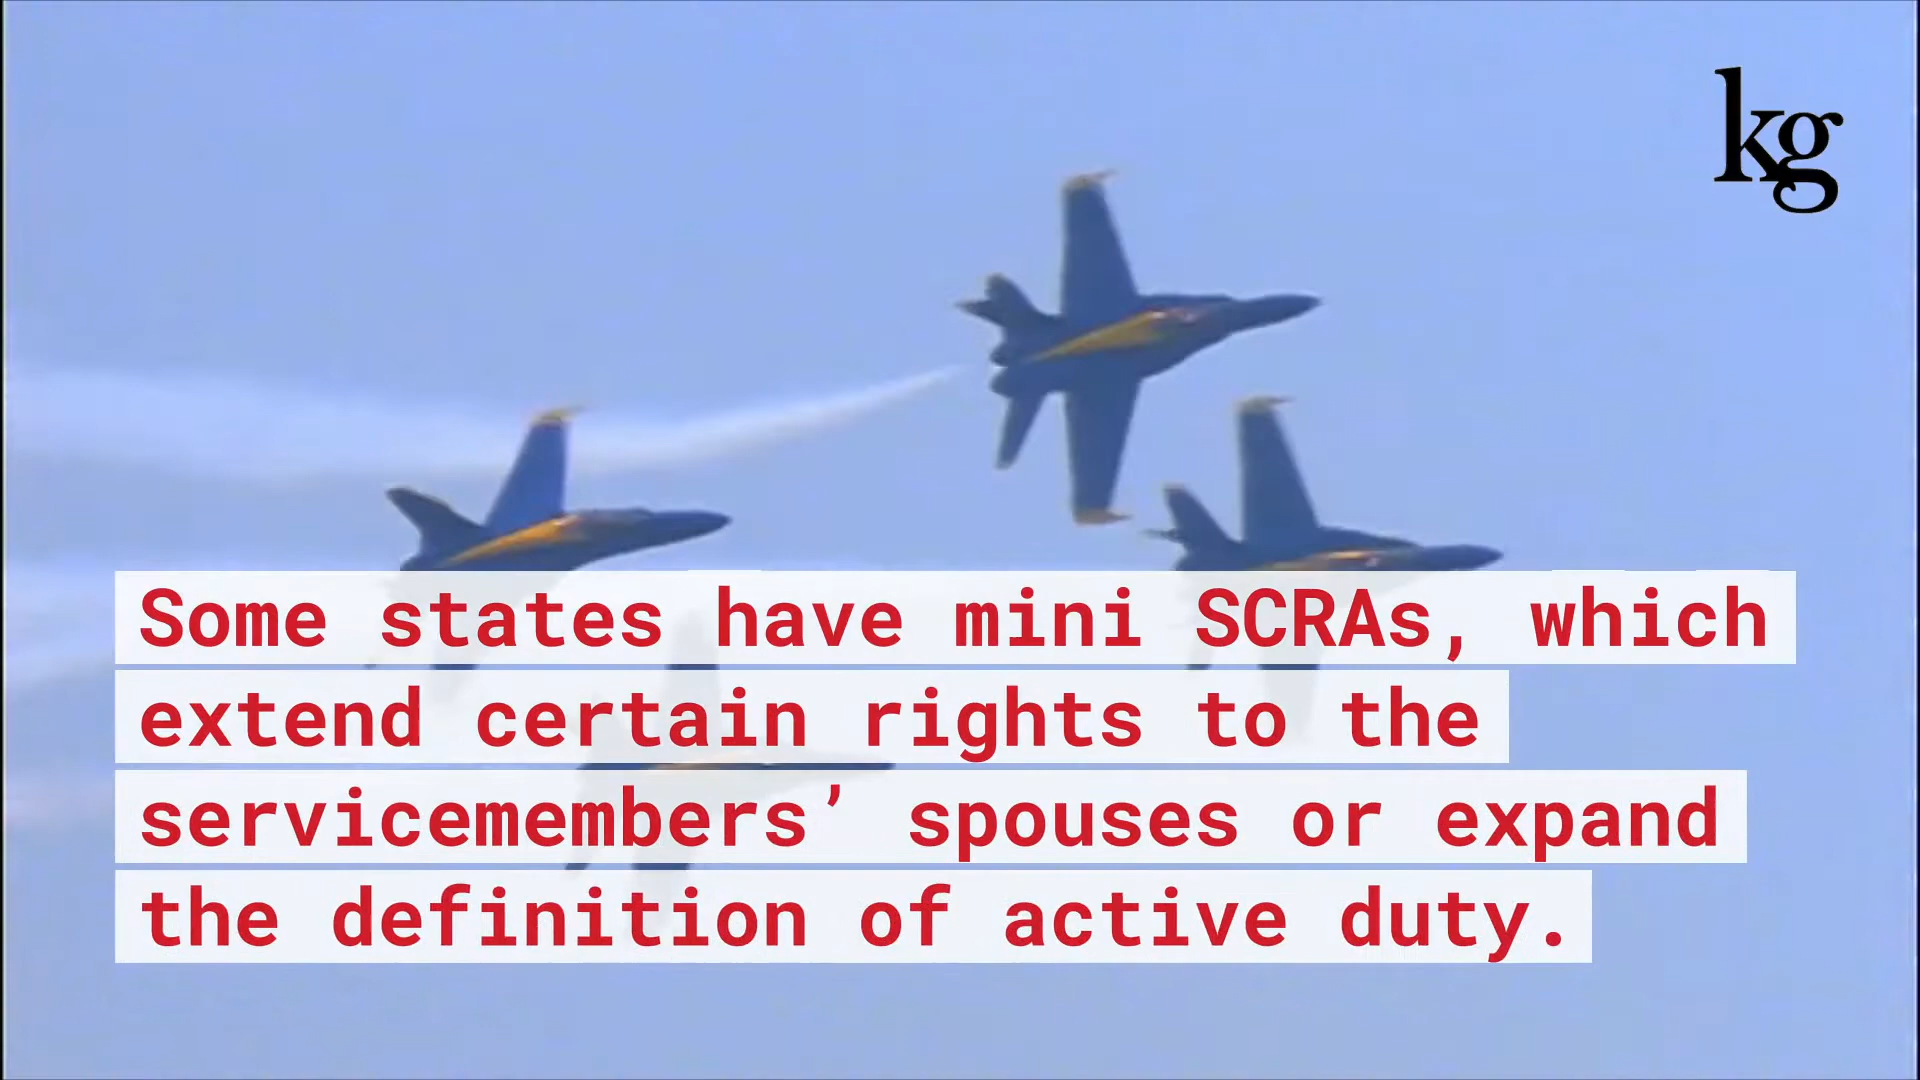 kg
Some states have mini SCRAs, which
extend certain rights to the
servicemembers’ spouses or expand
the definition of active duty.